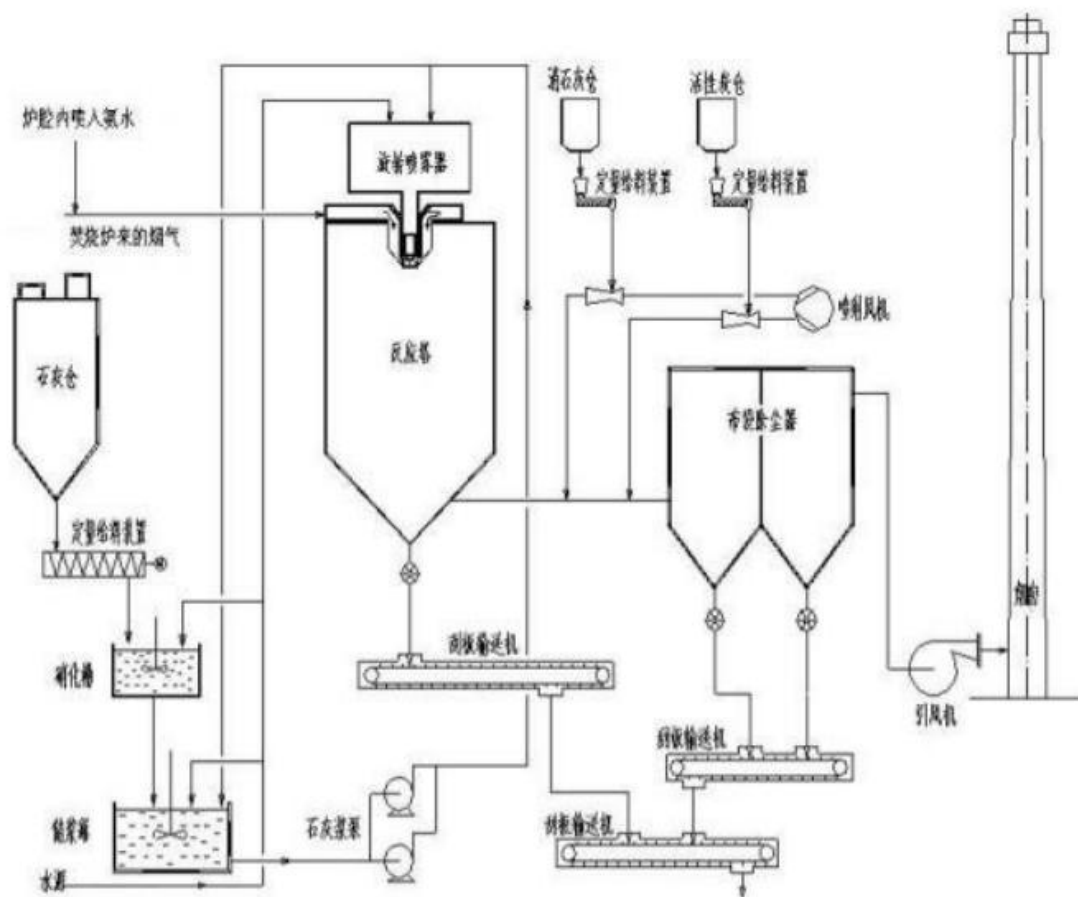 消石灰仓
活性炭仓
炉腔内喷入氨水
旋转喷雾器
定量给料装置
定量给料装置
焚烧炉来的烟气
喷射风机
反应塔
石灰仓
布袋除尘器
定量给料装置
烟囱
刮板输送机
消化槽
引风机
刮板输送机
石灰浆泵
刮板输送机
储浆罐
水源